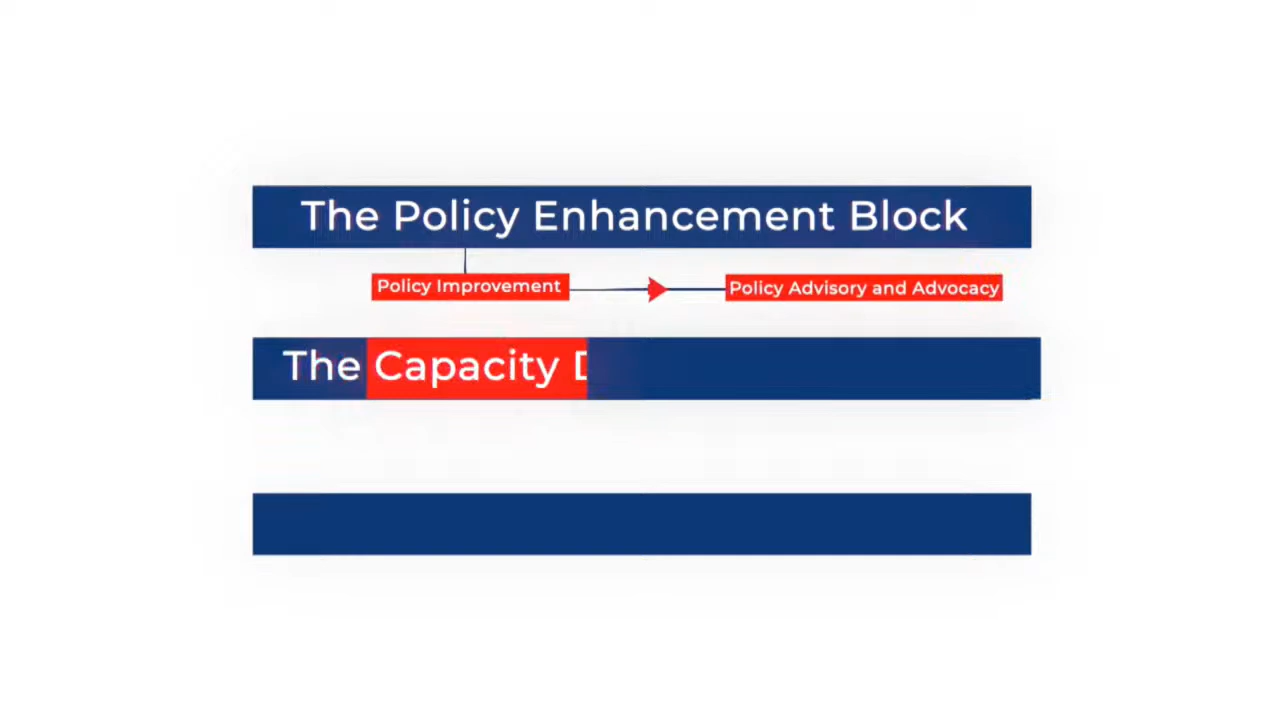 The Policy Enhancement Block
Policy Improvement
Policy Advisory and Advocacy
The Capacity